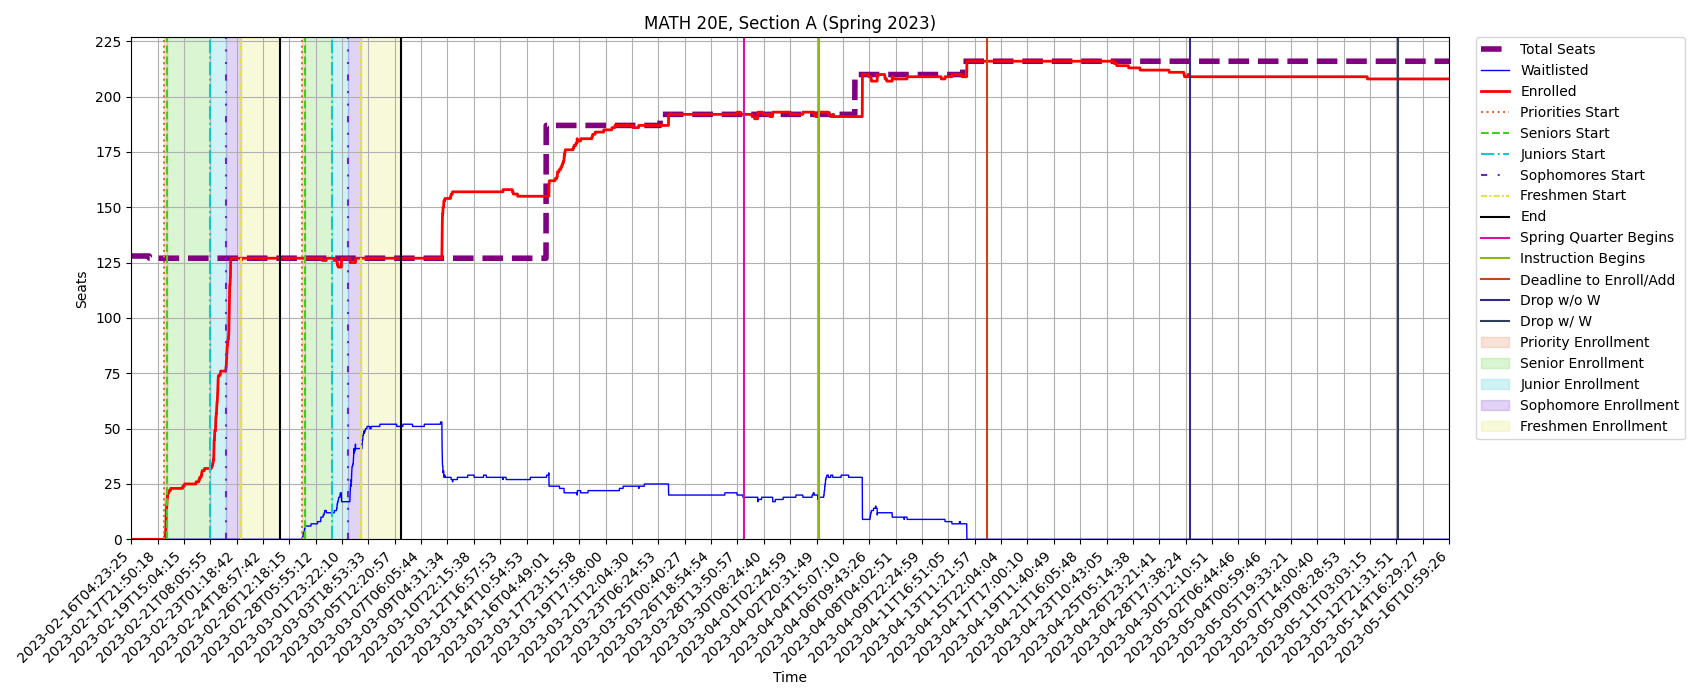 MATH 20E, Section A (Spring 2023)
Seats
225
200
175
150
125
100
75
50
25
0
2023-02-16T04:23:25
2023-02-17T21:50:18
2023-02-19T15:04:15
2023-02-21T08:05:55
2023-02-23T01:18:42
2023-02-24T18:57:42
2023-02-26T12:18:15
2023-02-28T05:55:12
2023-03-01T23:22:10
2023-03-03T18:53:33
2023-03-05T12:20:57
2023-03-07T06:05:44
2023-03-09T04:31:34
2023-03-10T22:15:38
2023-03-12T16:57:53
2023-03-14T10:54:53
2023-03-16T04:49:01
2023-03-17T23:15:58
2023-03-19T17:58:00
2023-03-21T12:04:30
2023-03-23T06:24:53
2023-03-25T00:40:27
2023-03-26T18:54:54
2023-03-28T13:50:57
2023-03-30T08:24:40
2023-04-01T02:24:59
2023-04-02T20:31:49
2023-04-04T15:07:10
2023-04-06T09:43:26
2023-04-08T04:02:51
2023-04-09T22:24:59
2023-04-11T16:51:05
2023-04-13T11:21:57
2023-04-15T22:04:04
2023-04-17T17:00:10
2023-04-19T11:40:49
2023-04-21T16:05:48
2023-04-23T10:43:05
2023-04-25T05:14:38
2023-04-26T23:21:41
2023-04-28T17:38:24
2023-04-30T12:10:51
2023-05-02T06:44:46
2023-05-04T00:59:46
2023-05-05T19:33:21
2023-05-07T14:00:40
2023-05-09T08:28:53
2023-05-11T03:03:15
2023-05-12T21:31:51
2023-05-14T16:29:27
2023-05-16T10:59:26
Time
Total Seats
Waitlisted
Enrolled
Priorities Start
Seniors Start
Juniors Start
Sophomores Start
Freshmen Start
End
Spring Quarter Begins
Instruction Begins
Deadline to Enroll/Add
Drop w/o W
Drop w/ W
Priority Enrollment
Senior Enrollment
Junior Enrollment
Sophomore Enrollment
Freshmen Enrollment